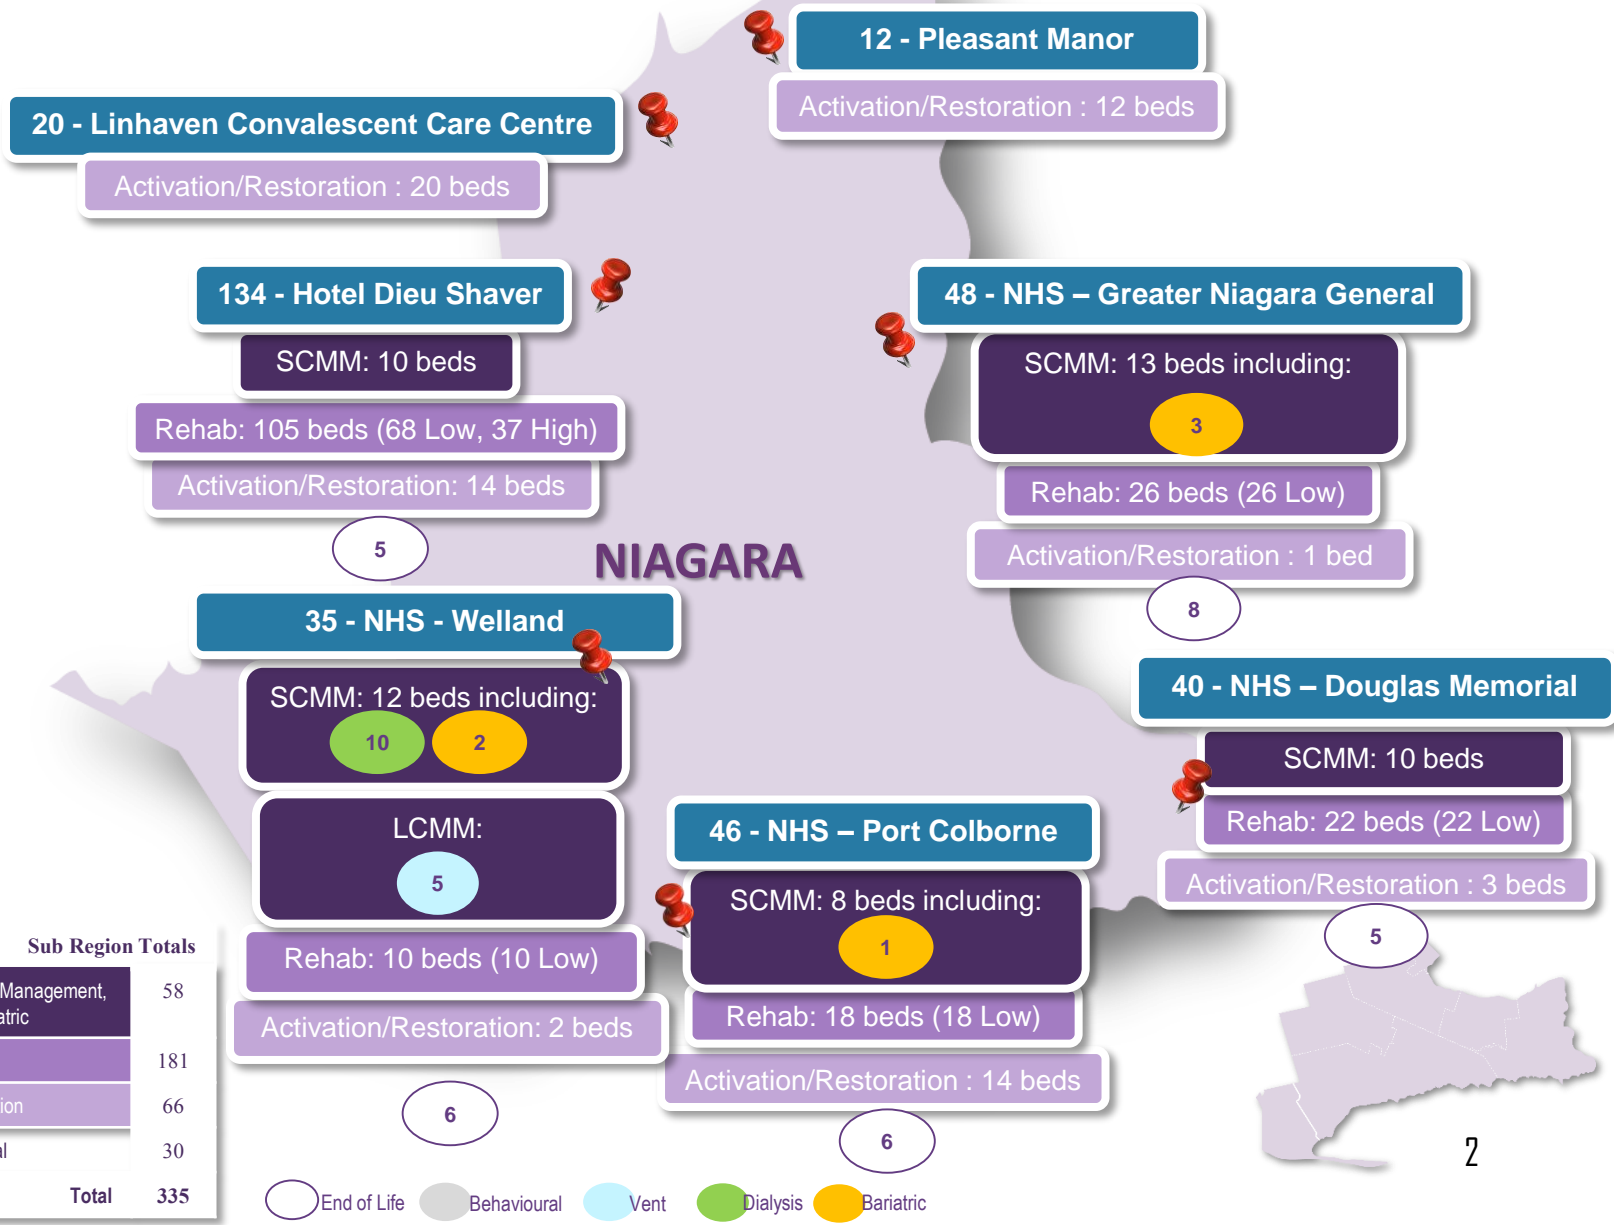 12 - Pleasant Manor
Activation/Restoration : 12 beds
20 - Linhaven Convalescent Care Centre
Activation/Restoration : 20 beds
134 - Hotel Dieu Shaver
SCMM: 10 beds
Rehab: 105 beds (68 Low, 37 High)
Activation/Restoration: 14 beds
5
48 - NHS – Greater Niagara General
SCMM: 13 beds including:
3
Rehab: 26 beds (26 Low)
Activation/Restoration : 1 bed
8
NIAGARA
35 - NHS - Welland
SCMM: 12 beds including:
10 2
LCMM:
5
Rehab: 10 beds (10 Low)
Activation/Restoration: 2 beds
6
46 - NHS – Port Colborne
SCMM: 8 beds including:
1
Rehab: 18 beds (18 Low)
Activation/Restoration : 14 beds
6
40 - NHS – Douglas Memorial
SCMM: 10 beds
Rehab: 22 beds (22 Low)
Activation/Restoration : 3 beds
5
Sub Region Totals
Management, 58
atric
181
ion 66
al 30
Total 335
End of Life Behavioural Vent Dialysis Bariatric
2